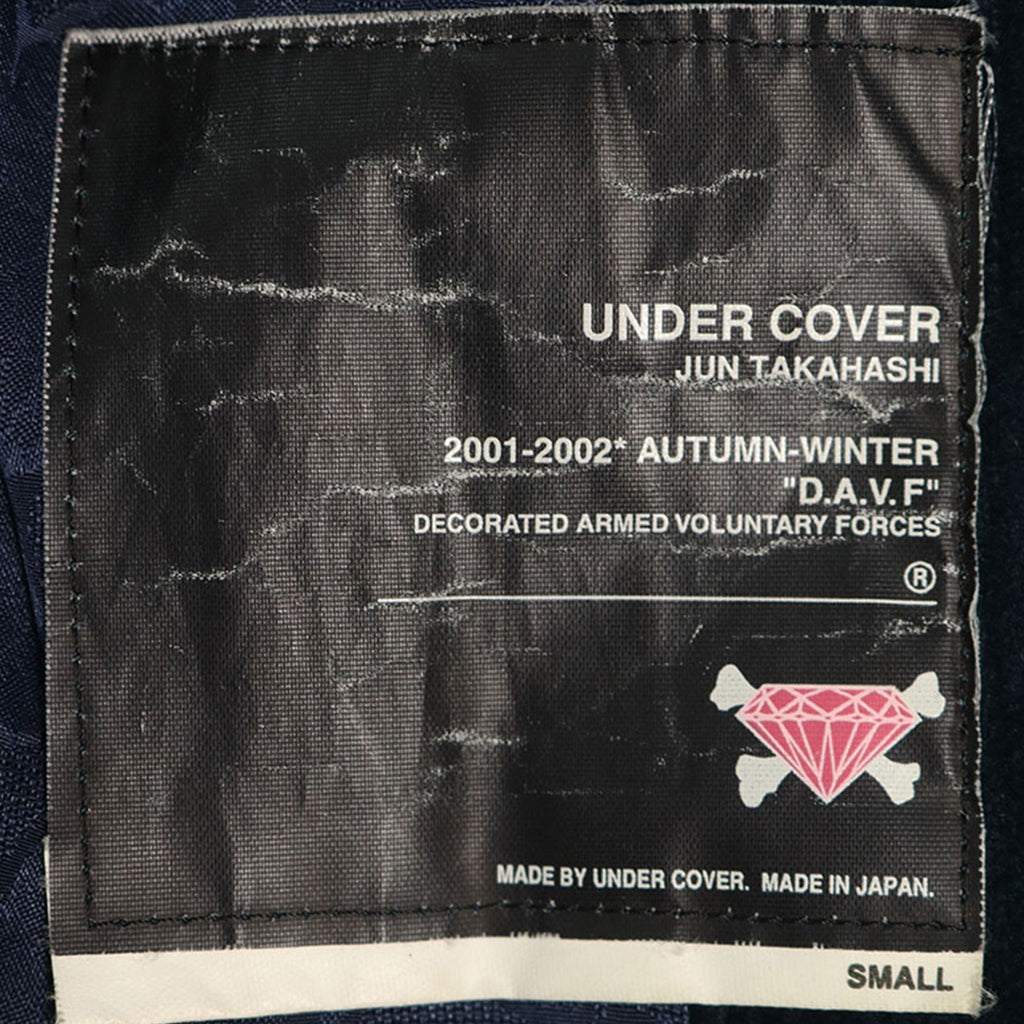 UNDER COVER
JUN TAKAHASHI
2001-2002* AUTUMN-WINTER
"D.A.V.F"
DECORATED ARMED VOLUNTARY FORCES
®
MADE BY UNDER COVER. MADE IN JAPAN.
SMALL